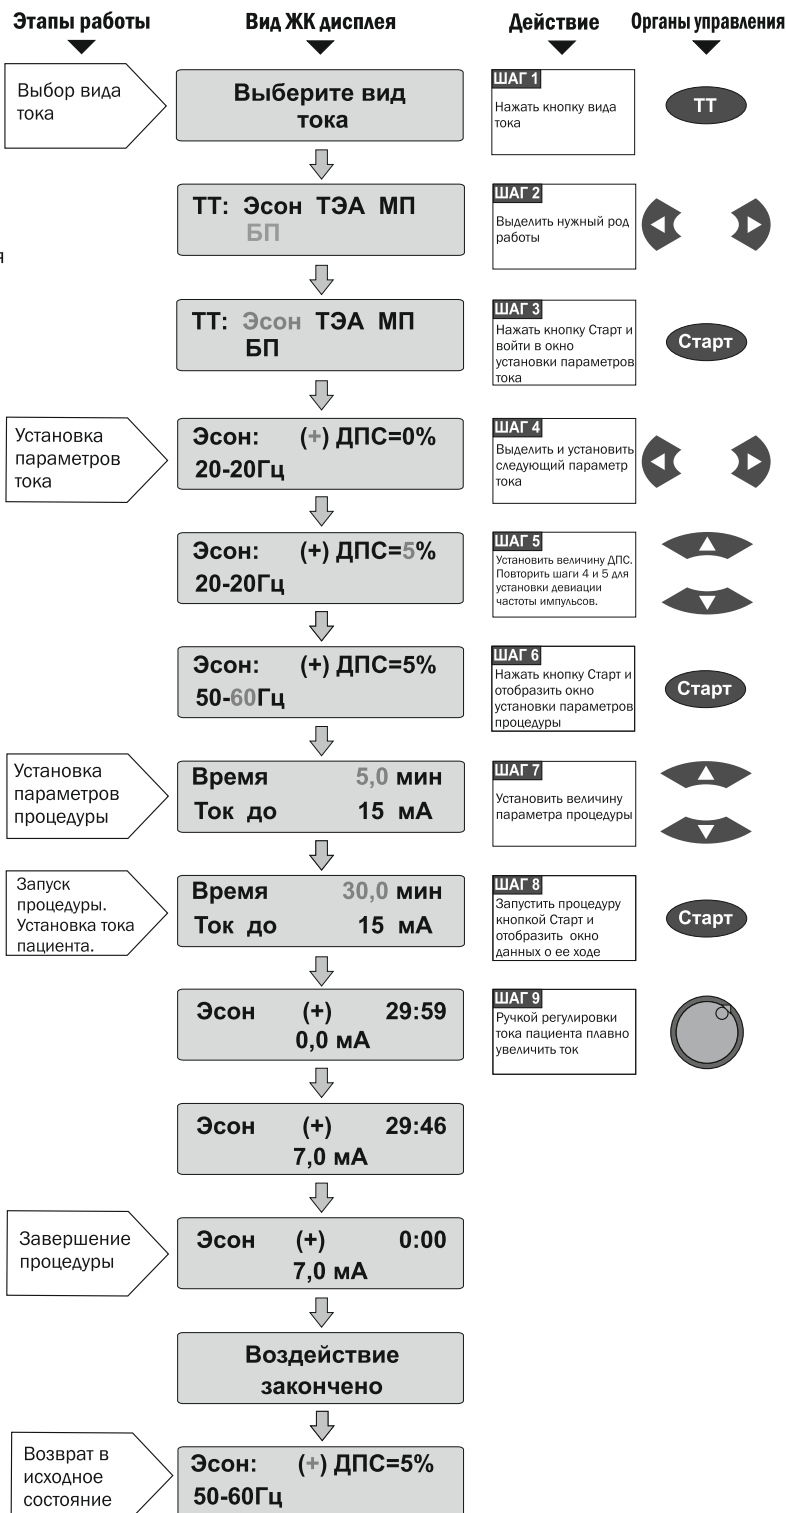 Этапы работы
Вид ЖК дисплея
Действие
Органы управления
Выбор вида
тока
Выберите вид
тока
ШАГ 1
Нажать кнопку вида
тока
ТТ
ТТ: Эсон ТЭА МП
БП
ШАГ 2
Выделить нужный род
работы
я
ТТ: Эсон ТЭА МП
БП
ШАГ 3
Нажать кнопку Старт и
войти в окно
установки параметров
тока
Старт
Установка
параметров
тока
Эсон: (+) ДПС=0%
20-20Гц
ШАГ 4
Выделить и установить
следующий параметр
тока
Эсон: (+) ДПС=5%
20-20Гц
ШАГ 5
Установить величину ДПС.
Повторить шаги 4 и 5 для
установки девиации
частоты импульсов.
Эсон: (+) ДПС=5%
50-60Гц
ШАГ 6
Нажать кнопку Старт и
отобразить окно
установки параметров
процедуры
Старт
Установка
параметров
процедуры
Время 5,0 мин
Ток до 15 мА
ШАГ 7
Установить величину
параметра процедуры
Запуск
процедуры.
Установка тока
пациента.
Время 30,0 мин
Ток до 15 мА
ШАГ 8
Запустить процедуру
кнопкой Старт и
отобразить окно
данных о ее ходе
Старт
Эсон (+) 29:59
0,0 мА
ШАГ 9
Ручкой регулировки
тока пациента плавно
увеличить ток
Эсон (+) 29:46
7,0 мА
Завершение
процедуры
Эсон (+) 0:00
7,0 мА
Воздействие
закончено
Возврат в
исходное
состояние
Эсон: (+) ДПС=5%
50-60Гц